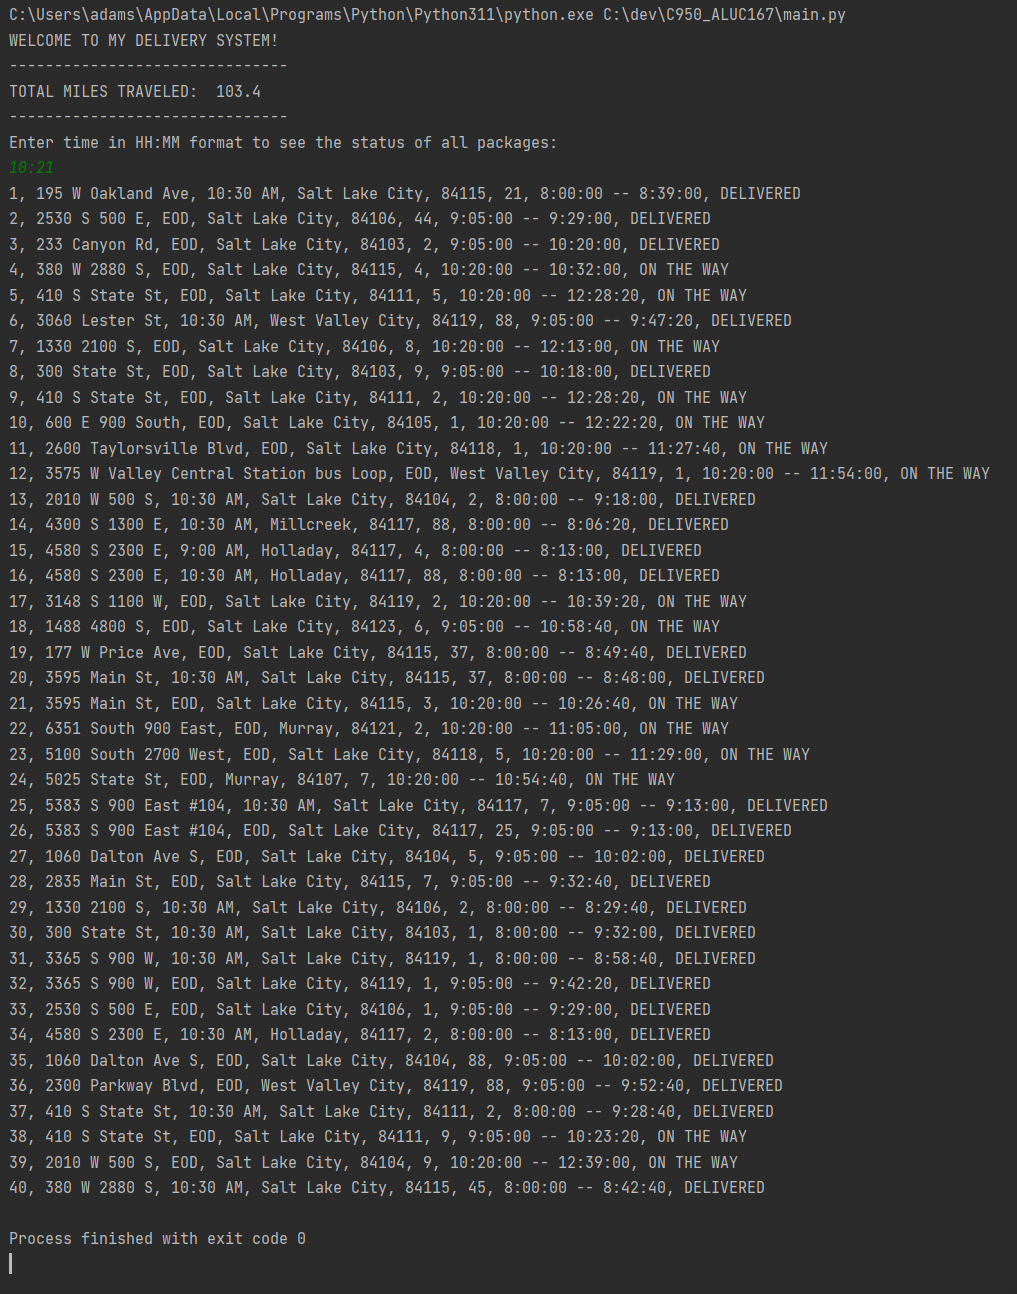 C:\Users\adams\AppData\Local\Programs\Python\Python311\python.exe C:\dev\C950_ALUC167\main.py
WELCOME TO MY DELIVERY SYSTEM!
-------------------------------
TOTAL MILES TRAVELED:  103.4
-------------------------------
Enter time in HH:MM format to see the status of all packages:
10:21
1, 195 W Oakland Ave, 10:30 AM, Salt Lake City, 84115, 21, 8:00:00 -- 8:39:00, DELIVERED
2, 2530 S 500 E, EOD, Salt Lake City, 84106, 44, 9:05:00 -- 9:29:00, DELIVERED
3, 233 Canyon Rd, EOD, Salt Lake City, 84103, 2, 9:05:00 -- 10:20:00, DELIVERED
4, 380 W 2880 S, EOD, Salt Lake City, 84115, 4, 10:20:00 -- 10:32:00, ON THE WAY
5, 410 S State St, EOD, Salt Lake City, 84111, 5, 10:20:00 -- 12:28:20, ON THE WAY
6, 3060 Lester St, 10:30 AM, West Valley City, 84119, 88, 9:05:00 -- 9:47:20, DELIVERED
7, 1330 2100 S, EOD, Salt Lake City, 84106, 8, 10:20:00 -- 12:13:00, ON THE WAY
8, 300 State St, EOD, Salt Lake City, 84103, 9, 9:05:00 -- 10:18:00, DELIVERED
9, 410 S State St, EOD, Salt Lake City, 84111, 2, 10:20:00 -- 12:28:20, ON THE WAY
10, 600 E 900 South, EOD, Salt Lake City, 84105, 1, 10:20:00 -- 12:22:20, ON THE WAY
11, 2600 Taylorsville Blvd, EOD, Salt Lake City, 84118, 1, 10:20:00 -- 11:27:40, ON THE WAY
12, 3575 W Valley Central Station bus Loop, EOD, West Valley City, 84119, 1, 10:20:00 -- 11:54:00, ON THE WAY
13, 2010 W 500 S, 10:30 AM, Salt Lake City, 84104, 2, 8:00:00 -- 9:18:00, DELIVERED
14, 4300 S 1300 E, 10:30 AM, Millcreek, 84117, 88, 8:00:00 -- 8:06:20, DELIVERED
15, 4580 S 2300 E, 9:00 AM, Holladay, 84117, 4, 8:00:00 -- 8:13:00, DELIVERED
16, 4580 S 2300 E, 10:30 AM, Holladay, 84117, 88, 8:00:00 -- 8:13:00, DELIVERED
17, 3148 S 1100 W, EOD, Salt Lake City, 84119, 2, 10:20:00 -- 10:39:20, ON THE WAY
18, 1488 4800 S, EOD, Salt Lake City, 84123, 6, 9:05:00 -- 10:58:40, ON THE WAY
19, 177 W Price Ave, EOD, Salt Lake City, 84115, 37, 8:00:00 -- 8:49:40, DELIVERED
20, 3595 Main St, 10:30 AM, Salt Lake City, 84115, 37, 8:00:00 -- 8:48:00, DELIVERED
21, 3595 Main St, EOD, Salt Lake City, 84115, 3, 10:20:00 -- 10:26:40, ON THE WAY
22, 6351 South 900 East, EOD, Murray, 84121, 2, 10:20:00 -- 11:05:00, ON THE WAY
23, 5100 South 2700 West, EOD, Salt Lake City, 84118, 5, 10:20:00 -- 11:29:00, ON THE WAY
24, 5025 State St, EOD, Murray, 84107, 7, 10:20:00 -- 10:54:40, ON THE WAY
25, 5383 S 900 East #104, 10:30 AM, Salt Lake City, 84117, 7, 9:05:00 -- 9:13:00, DELIVERED
26, 5383 S 900 East #104, EOD, Salt Lake City, 84117, 25, 9:05:00 -- 9:13:00, DELIVERED
27, 1060 Dalton Ave S, EOD, Salt Lake City, 84104, 5, 9:05:00 -- 10:02:00, DELIVERED
28, 2835 Main St, EOD, Salt Lake City, 84115, 7, 9:05:00 -- 9:32:40, DELIVERED
29, 1330 2100 S, 10:30 AM, Salt Lake City, 84106, 2, 8:00:00 -- 8:29:40, DELIVERED
30, 300 State St, 10:30 AM, Salt Lake City, 84103, 1, 8:00:00 -- 9:32:00, DELIVERED
31, 3365 S 900 W, 10:30 AM, Salt Lake City, 84119, 1, 8:00:00 -- 8:58:40, DELIVERED
32, 3365 S 900 W, EOD, Salt Lake City, 84119, 1, 9:05:00 -- 9:42:20, DELIVERED
33, 2530 S 500 E, EOD, Salt Lake City, 84106, 1, 9:05:00 -- 9:29:00, DELIVERED
34, 4580 S 2300 E, 10:30 AM, Holladay, 84117, 2, 8:00:00 -- 8:13:00, DELIVERED
35, 1060 Dalton Ave S, EOD, Salt Lake City, 84104, 88, 9:05:00 -- 10:02:00, DELIVERED
36, 2300 Parkway Blvd, EOD, West Valley City, 84119, 88, 9:05:00 -- 9:52:40, DELIVERED
37, 410 S State St, 10:30 AM, Salt Lake City, 84111, 2, 8:00:00 -- 9:28:40, DELIVERED
38, 410 S State St, EOD, Salt Lake City, 84111, 9, 9:05:00 -- 10:23:20, ON THE WAY
39, 2010 W 500 S, EOD, Salt Lake City, 84104, 9, 10:20:00 -- 12:39:00, ON THE WAY
40, 380 W 2880 S, 10:30 AM, Salt Lake City, 84115, 45, 8:00:00 -- 8:42:40, DELIVERED
Process finished with exit code 0